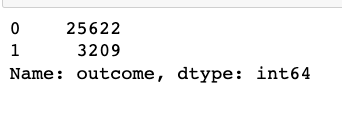 0    25622
1     3209
Name: outcome, dtype: int64